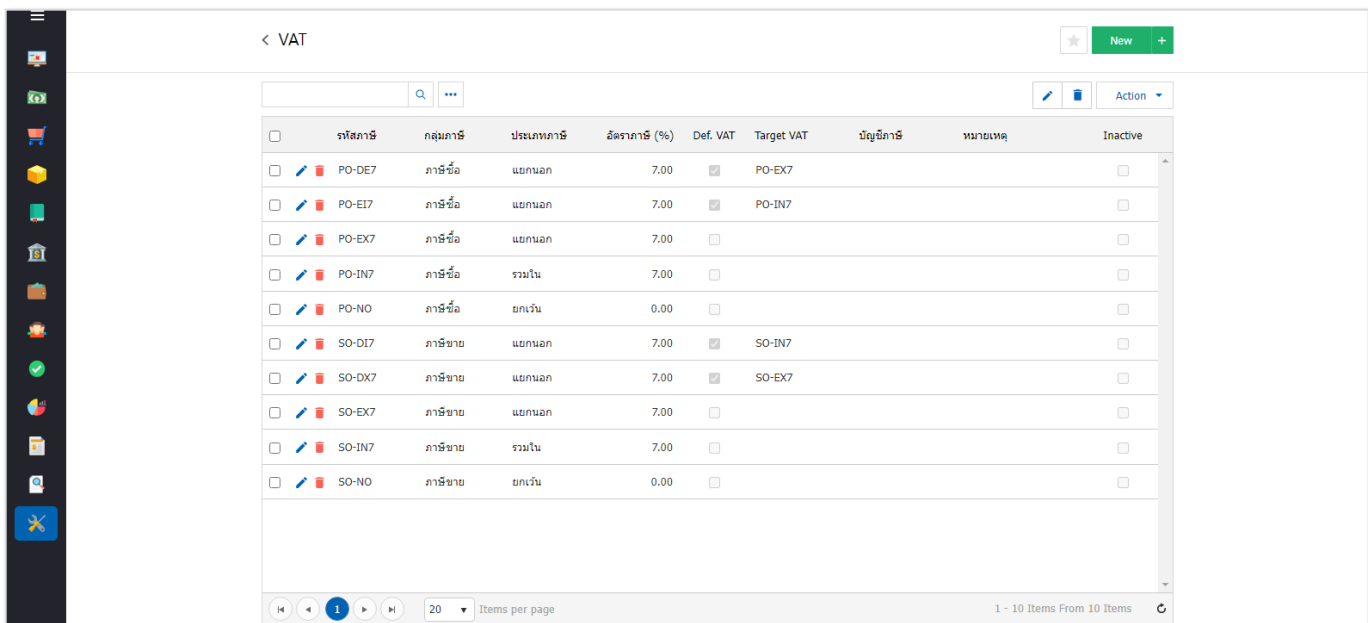 VAT
New +
Action
รหัสภาษี กลุ่มภาษี ประเภทภาษี อัตราภาษี (%) Def. VAT Target VAT บัญชีภาษี หมายเหตุ Inactive
PO-DE7 ภาษีซื้อ แยกนอก 7.00 PO-EX7
PO-EI7 ภาษีซื้อ แยกนอก 7.00 PO-IN7
PO-EX7 ภาษีซื้อ แยกนอก 7.00
PO-IN7 ภาษีซื้อ รวมใน 7.00
PO-NO ภาษีซื้อ ยกเว้น 0.00
SO-DI7 ภาษีขาย แยกนอก 7.00 SO-IN7
SO-DX7 ภาษีขาย แยกนอก 7.00 SO-EX7
SO-EX7 ภาษีขาย แยกนอก 7.00
SO-IN7 ภาษีขาย รวมใน 7.00
SO-NO ภาษีขาย ยกเว้น 0.00
1 20 Items per page 1 - 10 Items From 10 Items